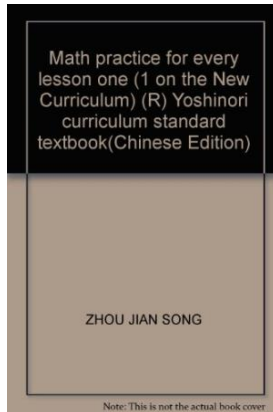 Math practice for every
lesson one (1 on the New
Curriculum) (R) Yoshinori
curriculum standard
textbook(Chinese Edition)
ZHOU JIAN SONG
Note: This is not the actual book cover